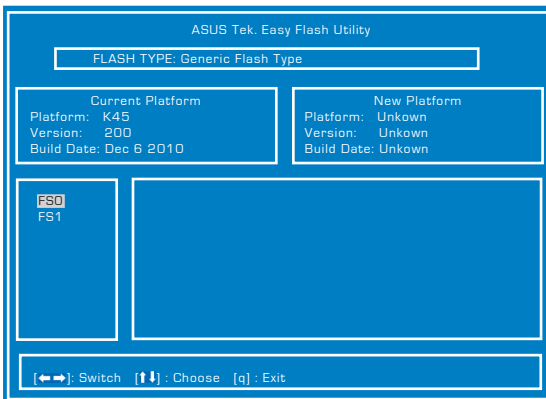 ASUS Tek. Easy Flash Utility
FLASH TYPE: Generic Flash Type
Current Platform
Platform: K45
Version: 200
Build Date: Dec 6 2010
New Platform
Platform: Unkown
Version: Unkown
Build Date: Unkown
FS0
FS1
[⬅➡]: Switch [⬆⬇] : Choose [q] : Exit